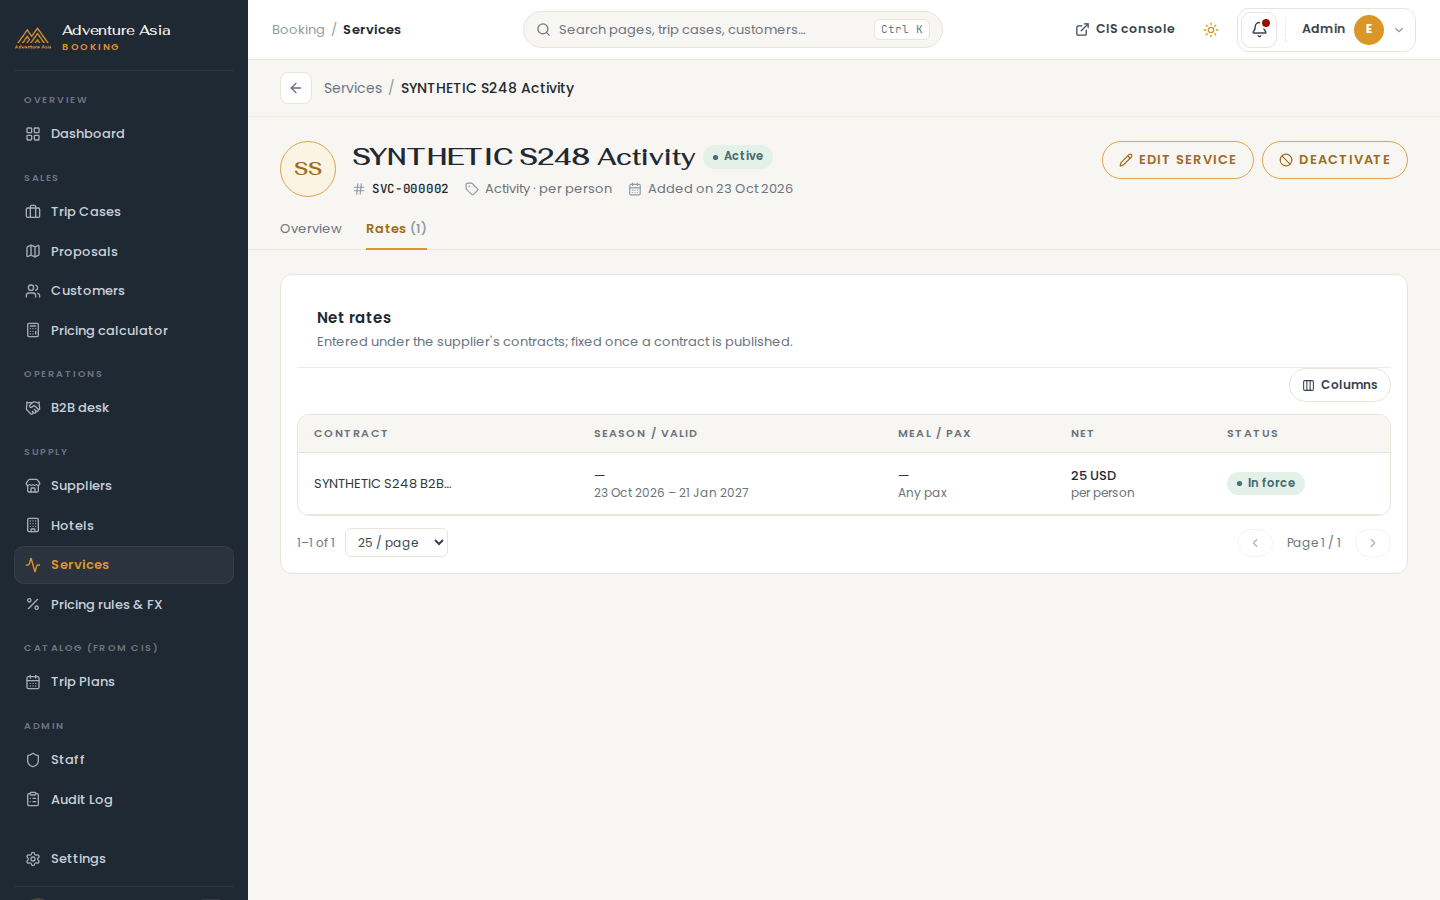 Adventure Asia
BOOKING
Adventure Asia
OVERVIEW
Dashboard
SALES
Trip Cases
Proposals
Customers
Pricing calculator
OPERATIONS
B2B desk
SUPPLY
Suppliers
Hotels
Services
Pricing rules & FX
CATALOG (FROM CIS)
Trip Plans
ADMIN
Staff
Audit Log
Settings
Booking / Services
Search pages, trip cases, customers…
Ctrl K
CIS console
Admin
E
Services / SYNTHETIC S248 Activity
SS
SYNTHETIC S248 Activity
Active
SVC-000002
Activity · per person
Added on 23 Oct 2026
EDIT SERVICE
DEACTIVATE
Overview
Rates (1)
Net rates
Entered under the supplier's contracts; fixed once a contract is published.
Columns
CONTRACT SEASON / VALID MEAL / PAX NET STATUS
SYNTHETIC S248 B2B…
—
23 Oct 2026 – 21 Jan 2027
—
Any pax
25 USD
per person
In force
1–1 of 1
25 / page
Page 1 / 1